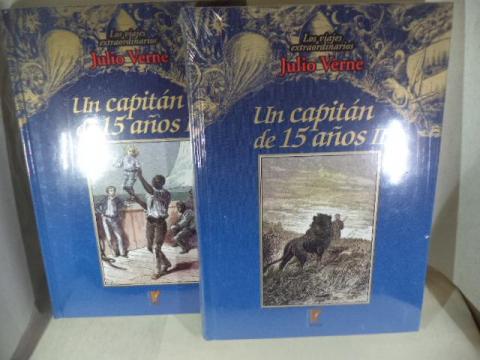 Los viajes
extraordinarios
Julio Verne
Un capitán
de 15 años I
Los viajes
extraordinarios
Julio Verne
Un capitán
de 15 años II